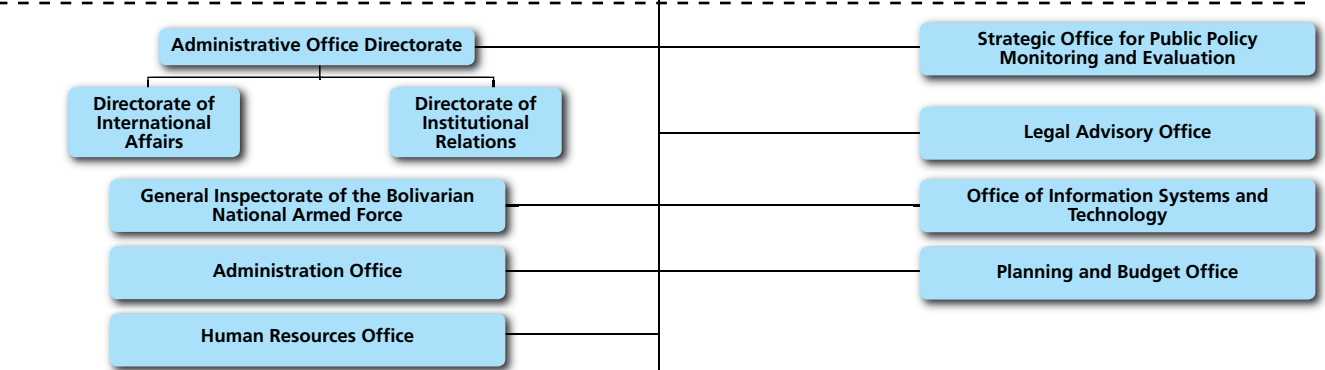 Administrative Office Directorate
Strategic Office for Public Policy
Monitoring and Evaluation
Directorate of
International
Affairs
Directorate of
Institutional
Relations
Legal Advisory Office
General Inspectorate of the Bolivarian
National Armed Force
Office of Information Systems and
Technology
Administration Office
Planning and Budget Office
Human Resources Office